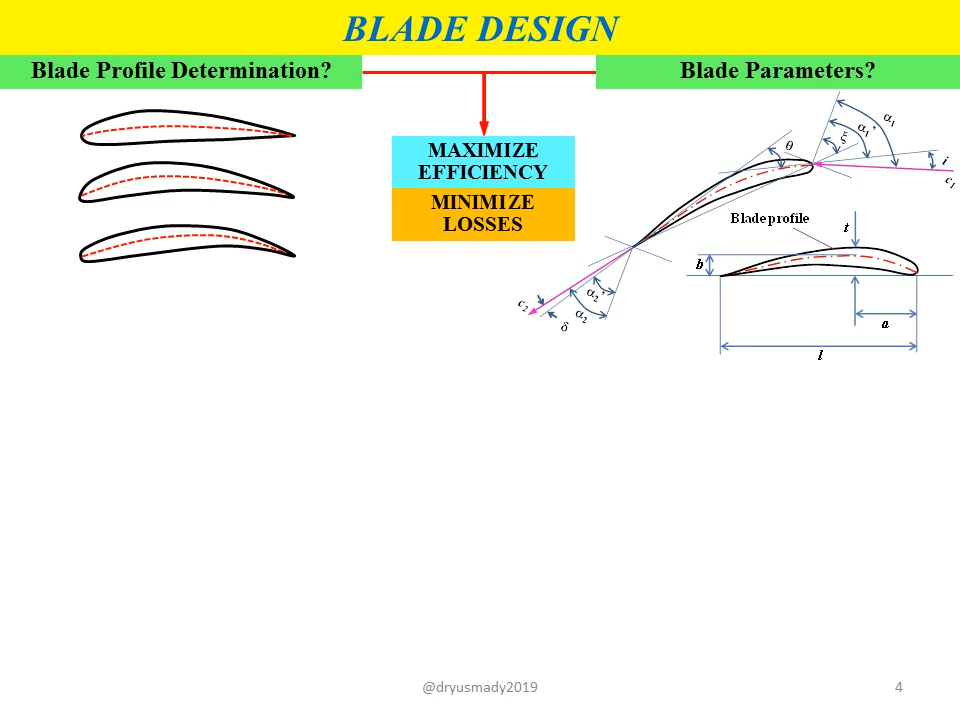 BLADE DESIGN
Blade Profile Determination?
Blade Parameters?
MAXIMIZE
EFFICIENCY
MINIMIZE
LOSSES
α1
α1'
ξ
θ
i
c1
Blade profile
t
b
a
l
c2
α2'
α2
δ
@dryusmady2019
4